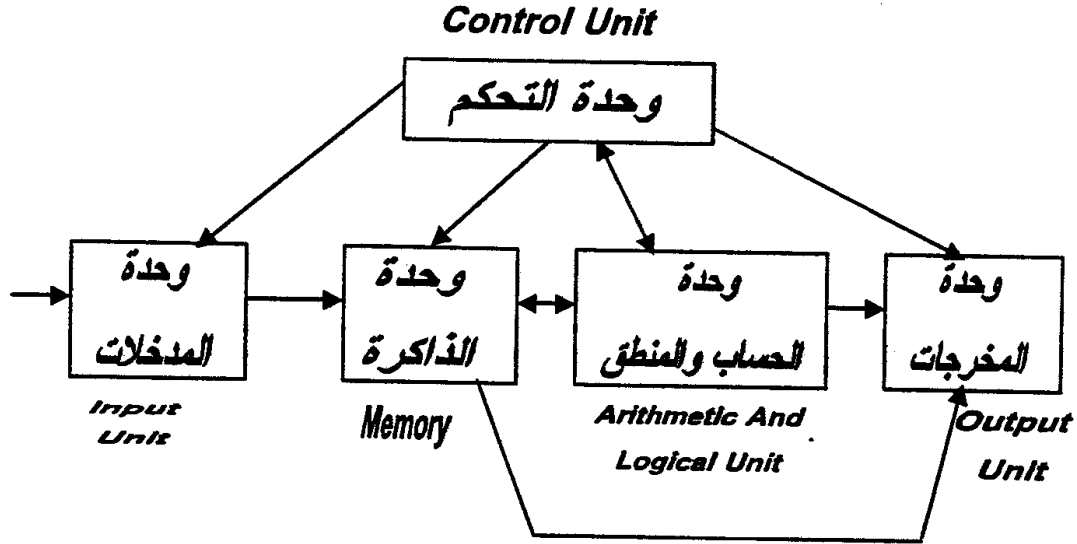 Control Unit
وحدة التحكم
وحدة
المدخلات
Input
Unit
وحدة
الذاكرة
Memory
وحدة
الحساب والمنطق
Arithmetic And
Logical Unit
وحدة
المخرجات
Output
Unit